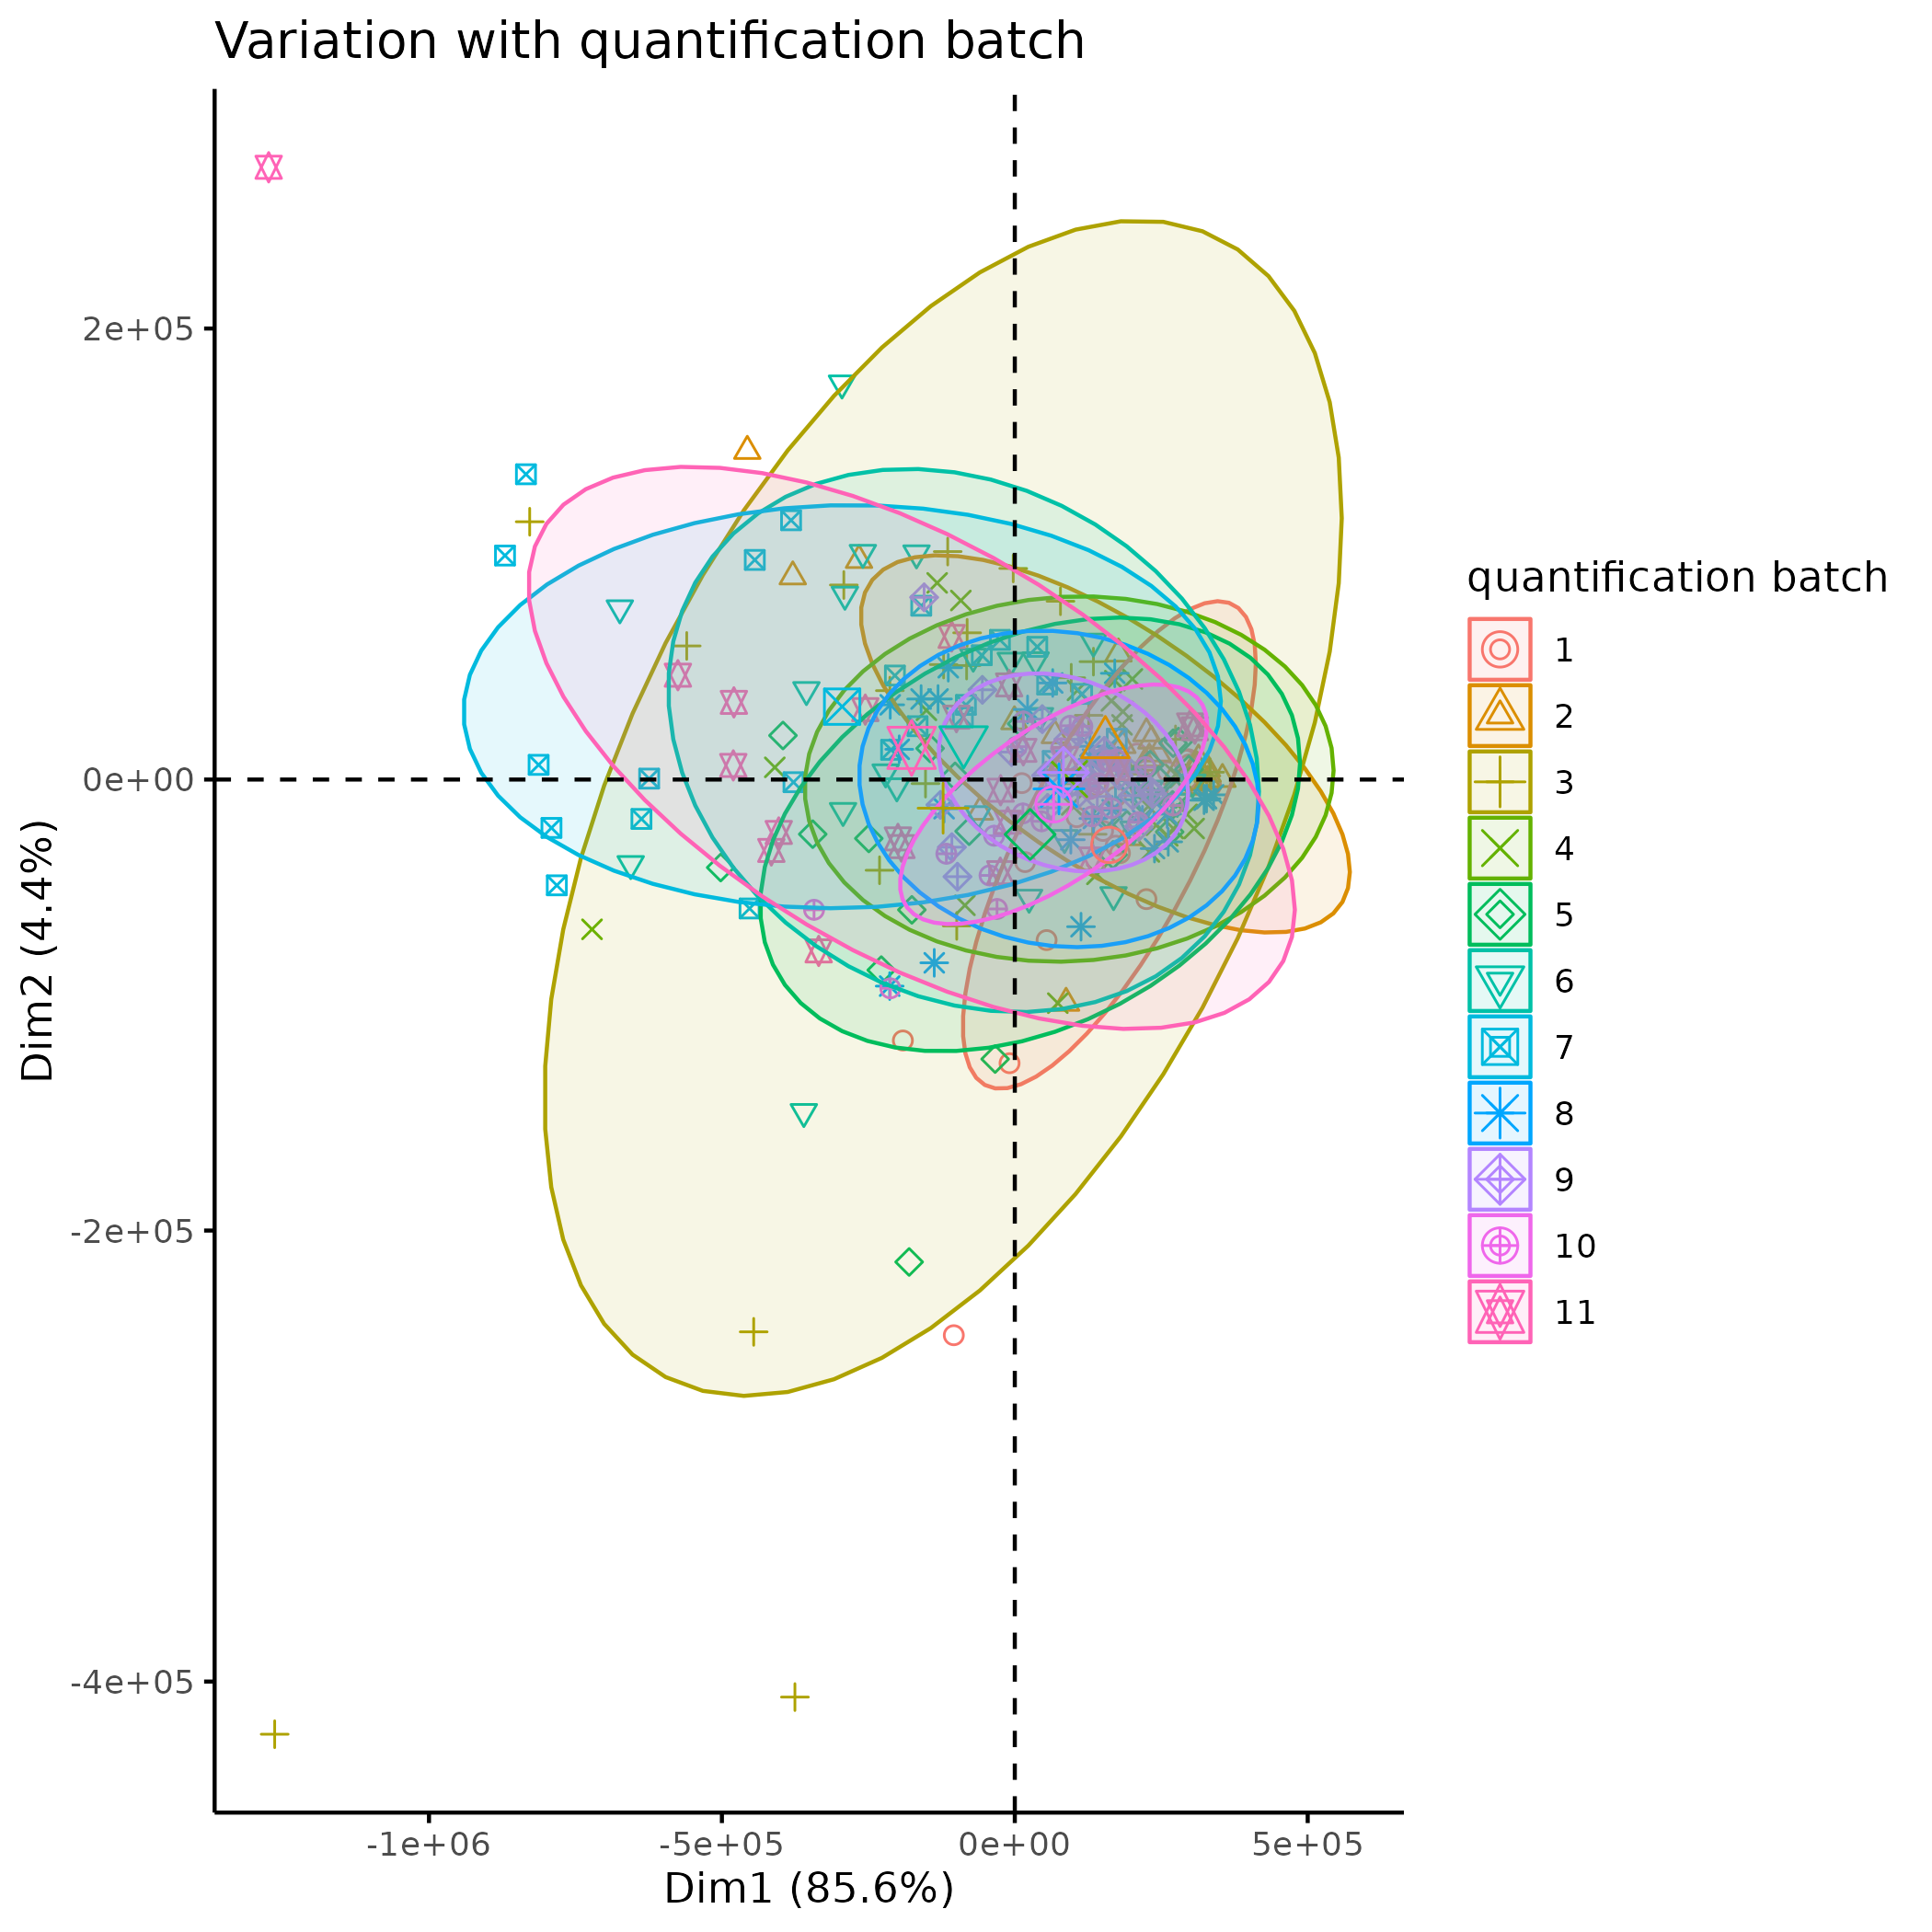 Variation with quantification batch
2e+05
0e+00
-2e+05
-4e+05
Dim2 (4.4%)
-1e+06
-5e+05
0e+00
5e+05
Dim1 (85.6%)
quantification batch
1
2
3
4
5
6
7
8
9
10
11